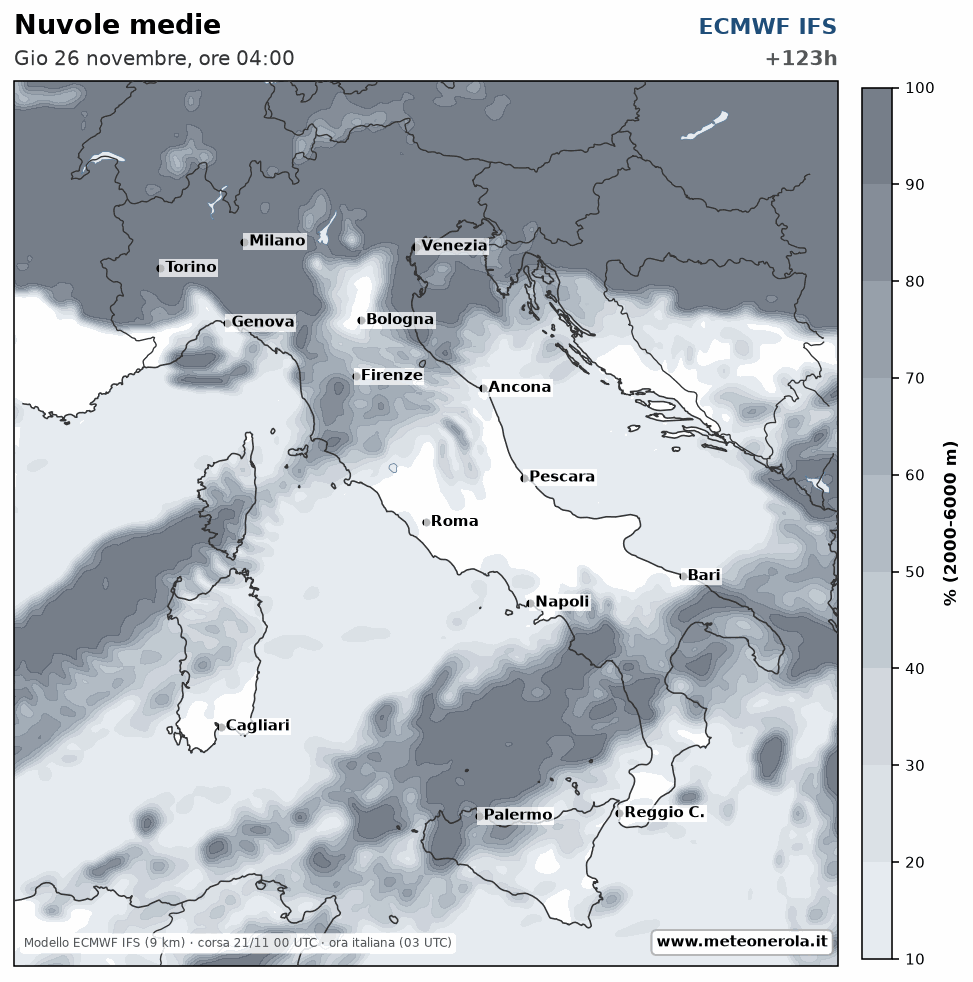 Nuvole medie
ECMWF IFS
Gio 26 novembre, ore 04:00
+123h
Milano
Venezia
Torino
Genova
Bologna
Firenze
Ancona
Pescara
Roma
Bari
Napoli
Cagliari
Palermo
Reggio C.
100
90
80
70
60
50
40
30
20
10
% (2000-6000 m)
Modello ECMWF IFS (9 km) · corsa 21/11 00 UTC · ora italiana (03 UTC)
www.meteonerola.it